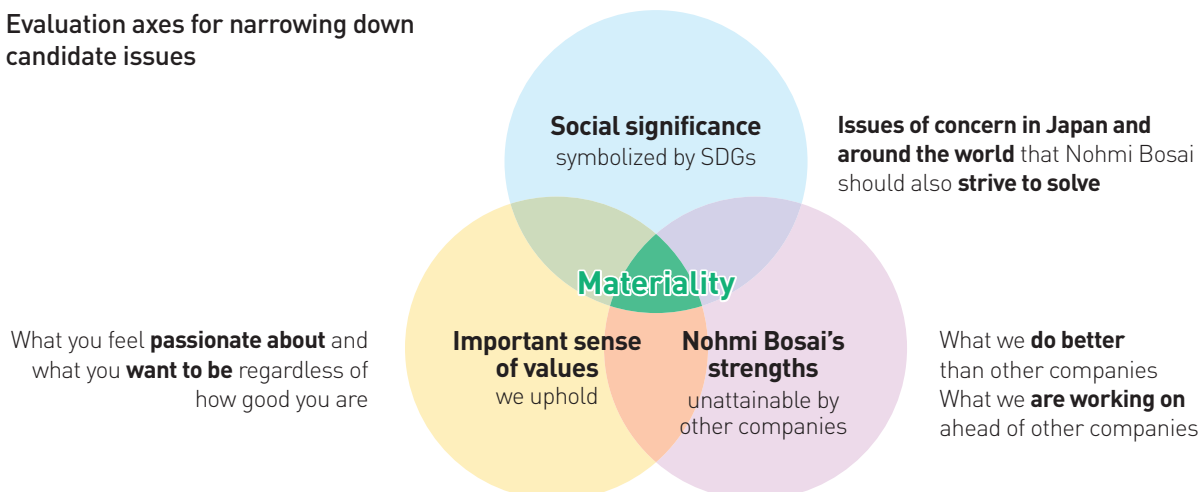 Evaluation axes for narrowing down
candidate issues
Social significance
symbolized by SDGs
Issues of concern in Japan and
around the world that Nohmi Bosai
should also strive to solve
Materiality
What you feel passionate about and
what you want to be regardless of
how good you are
Important sense
of values
we uphold
Nohmi Bosai's
strengths
unattainable by
other companies
What we do better
than other companies
What we are working on
ahead of other companies